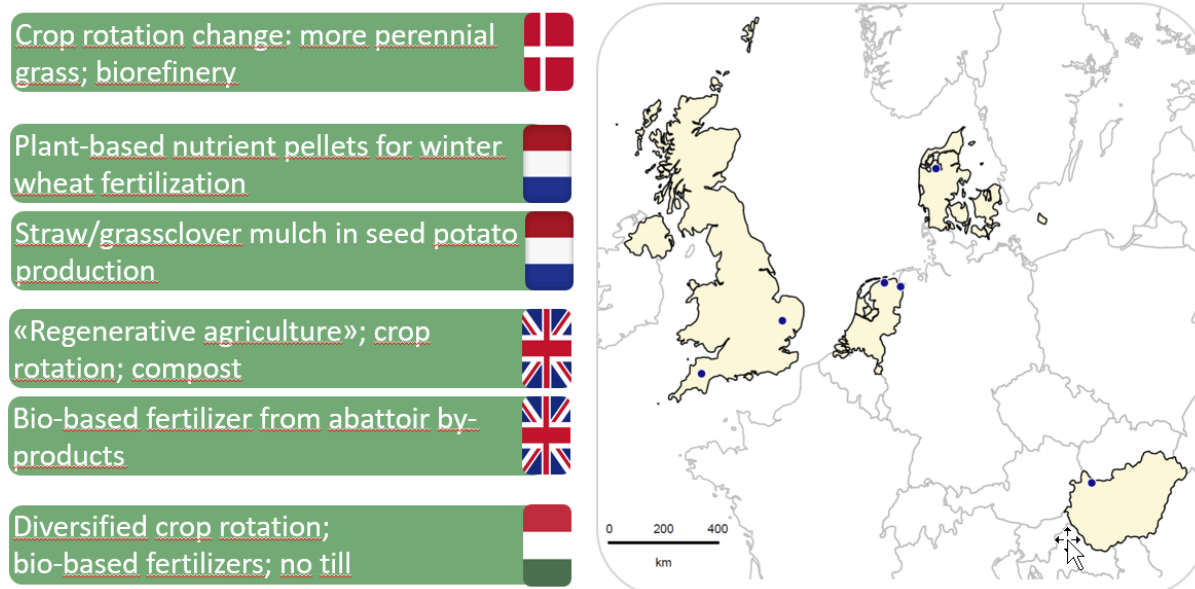 Crop rotation change: more perennial
grass; biorefinery
Plant-based nutrient pellets for winter
wheat fertilization
Straw/grassclover mulch in seed potato
production
«Regenerative agriculture»; crop
rotation; compost
Bio-based fertilizer from abattoir by-
products
Diversified crop rotation;
bio-based fertilizers; no till
0 200 400
km